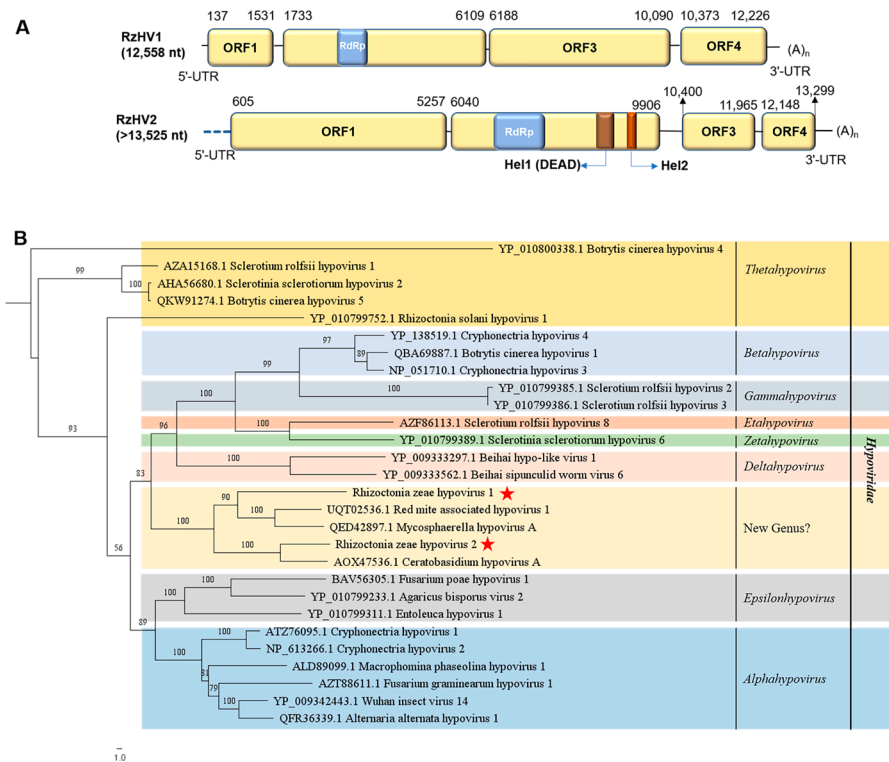 A
RzHV1
(12,558 nt)
137 1531 1733 6109 6188 10,090 10,373 12,226
ORF1 RdRp ORF3 ORF4 (A)n
5'-UTR 3'-UTR
RzHV2
(>13,525 nt)
605 5257 6040 9906 10,400 11,965 12,148 13,299
ORF1 RdRp ORF3 ORF4 (A)n
5'-UTR 3'-UTR
Hel1 (DEAD) Hel2
B
YP_010800338.1 Botrytis cinerea hypovirus 4
99
AZA15168.1 Sclerotium rolfsii hypovirus 1
Thetahypovirus
100
AHA56680.1 Sclerotinia sclerotiorum hypovirus 2
QKW91274.1 Botrytis cinerea hypovirus 5
YP_010799752.1 Rhizoctonia solani hypovirus 1
YP_138519.1 Cryphonectria hypovirus 4
97
QBA69887.1 Botrytis cinerea hypovirus 1
89
Betahypovirus
NP_051710.1 Cryphonectria hypovirus 3
99
YP_010799385.1 Sclerotium rolfsii hypovirus 2
100
100
Gammahypovirus
YP_010799386.1 Sclerotium rolfsii hypovirus 3
AZF86113.1 Sclerotium rolfsii hypovirus 8
Etahypovirus
100
96
93
YP_010799389.1 Sclerotinia sclerotiorum hypovirus 6
Zetahypovirus
Hypoviridae
YP_009333297.1 Beihai hypo-like virus 1
100
Deltahypovirus
83
YP_009333562.1 Beihai sipunculid worm virus 6
Rhizoctonia zeae hypovirus 1
90
UQT02536.1 Red mite associated hypovirus 1
100
QED42897.1 Mycosphaerella hypovirus A
New Genus?
Rhizoctonia zeae hypovirus 2
100
56
AOX47536.1 Ceratobasidium hypovirus A
BAV56305.1 Fusarium poae hypovirus 1
100
100
YP_010799233.1 Agaricus bisporus virus 2
Epsilonhypovirus
YP_010799311.1 Entoleuca hypovirus 1
89
ATZ76095.1 Cryphonectria hypovirus 1
100
NP_613266.1 Cryphonectria hypovirus 2
100
ALD89099.1 Macrophomina phaseolina hypovirus 1
81
Alphahypovirus
AZT88611.1 Fusarium graminearum hypovirus 1
79
YP_009342443.1 Wuhan insect virus 14
100
QFR36339.1 Alternaria alternata hypovirus 1
1.0